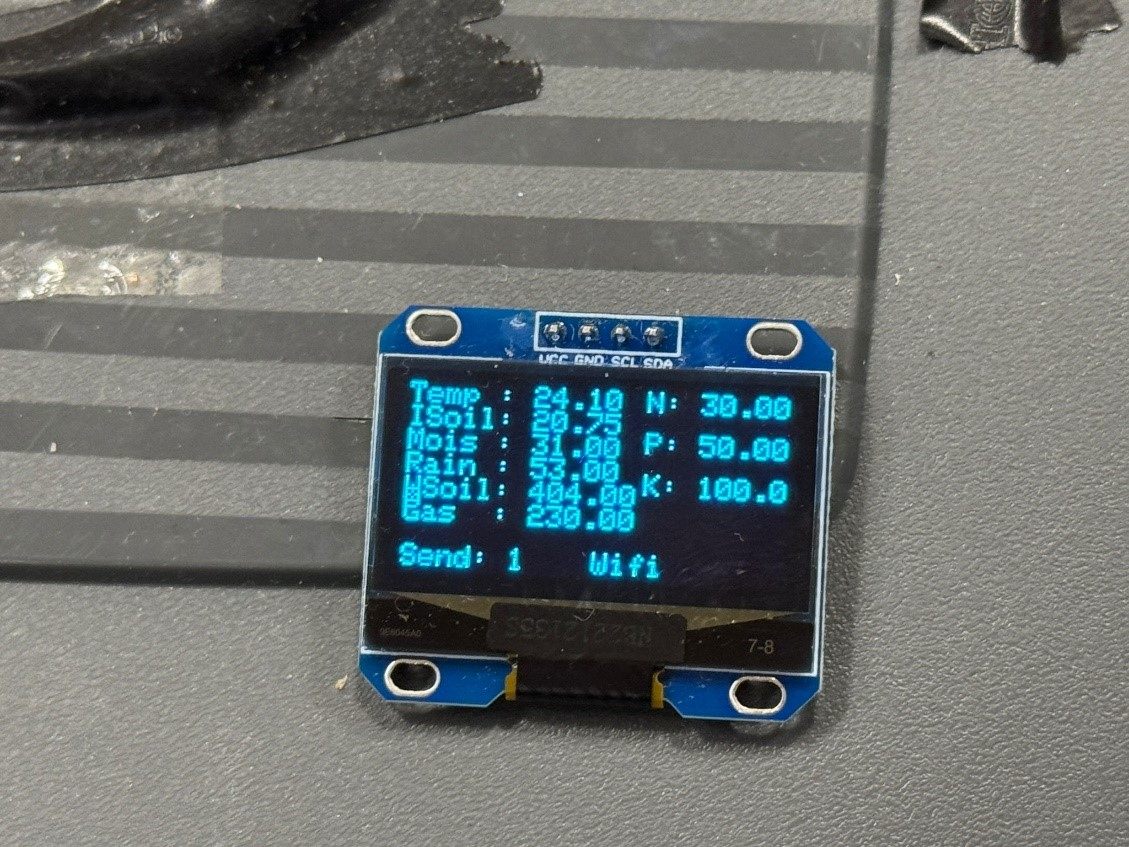 VCC GND SCL SDA
Temp : 24.10 N: 30.00
ISoil: 20.75
Mois : 31.00 P: 50.00
Rain : 53.00
WSoil: 404.00 K: 100.0
Gas : 230.00
Send: 1 Wifi
7-8